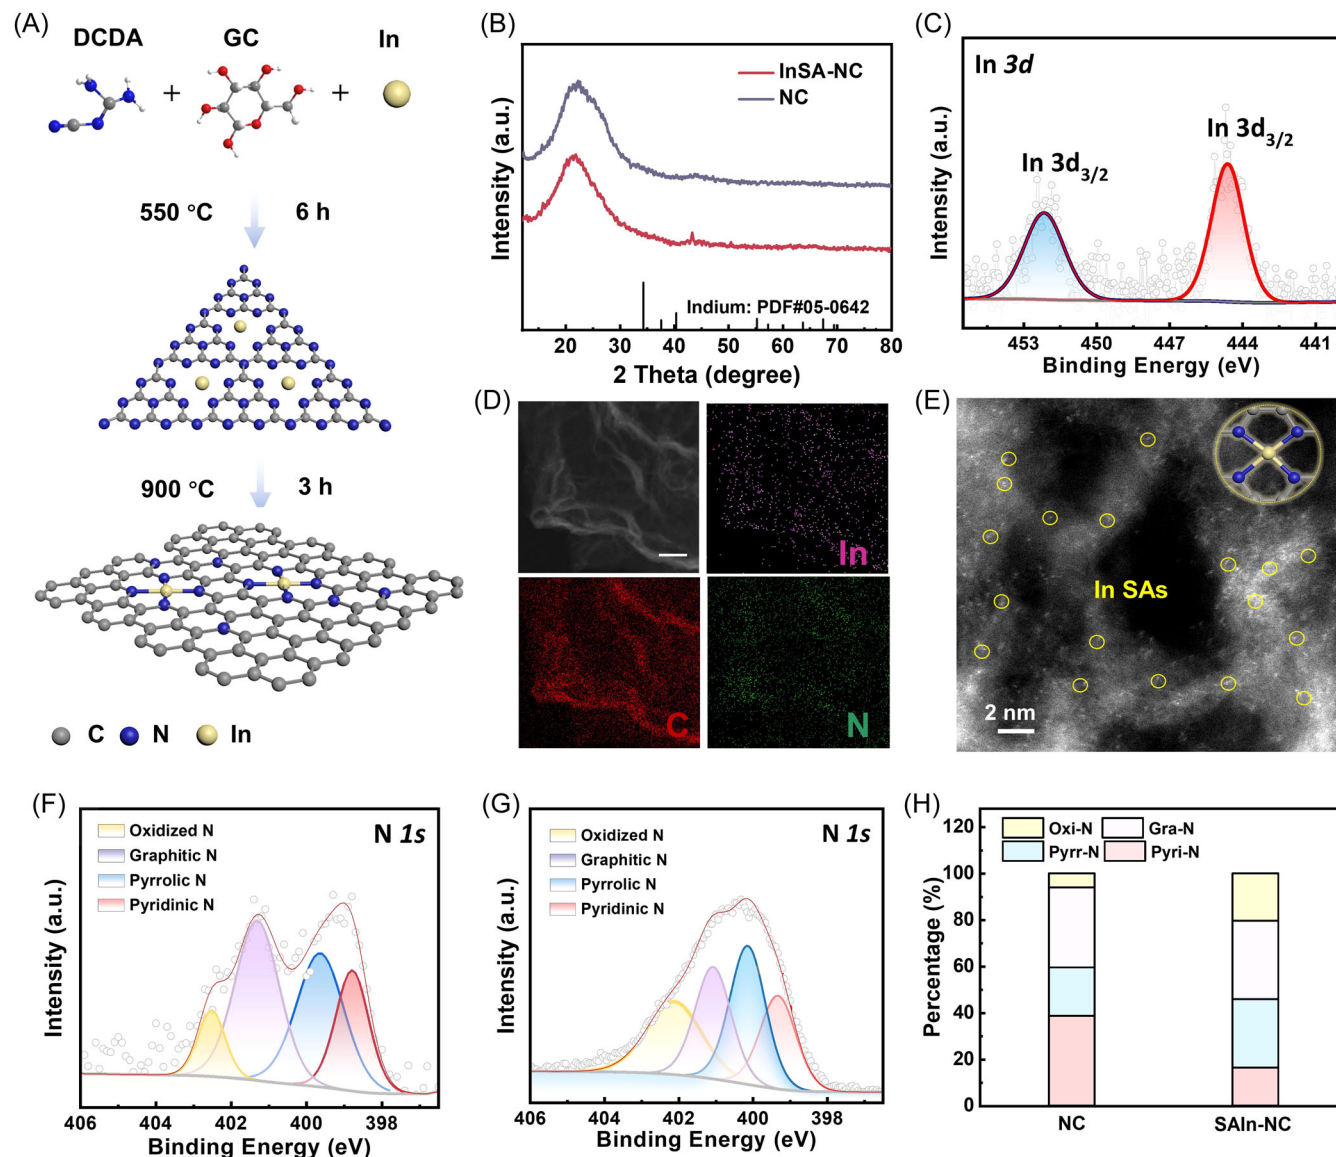 (A)
DCDA
GC
In
+
+
550 °C
6 h
900 °C
3 h
C
N
In
(B)
InSA-NC
NC
Intensity (a.u.)
Indium: PDF#05-0642
20
30
40
50
60
70
80
2 Theta (degree)
(C)
In 3d
In 3d3/2
In 3d3/2
Intensity (a.u.)
453
450
447
444
441
Binding Energy (eV)
(D)
In
C
N
(E)
In SAs
2 nm
(F)
Oxidized N
Graphitic N
Pyrrolic N
Pyridinic N
N 1s
Intensity (a.u.)
406
404
402
400
398
Binding Energy (eV)
(G)
Oxidized N
Graphitic N
Pyrrolic N
Pyridinic N
N 1s
Intensity (a.u.)
406
404
402
400
398
Binding Energy (eV)
(H)
Oxi-N
Gra-N
Pyrr-N
Pyri-N
Percentage (%)
120
100
80
60
40
20
0
NC
SAIn-NC